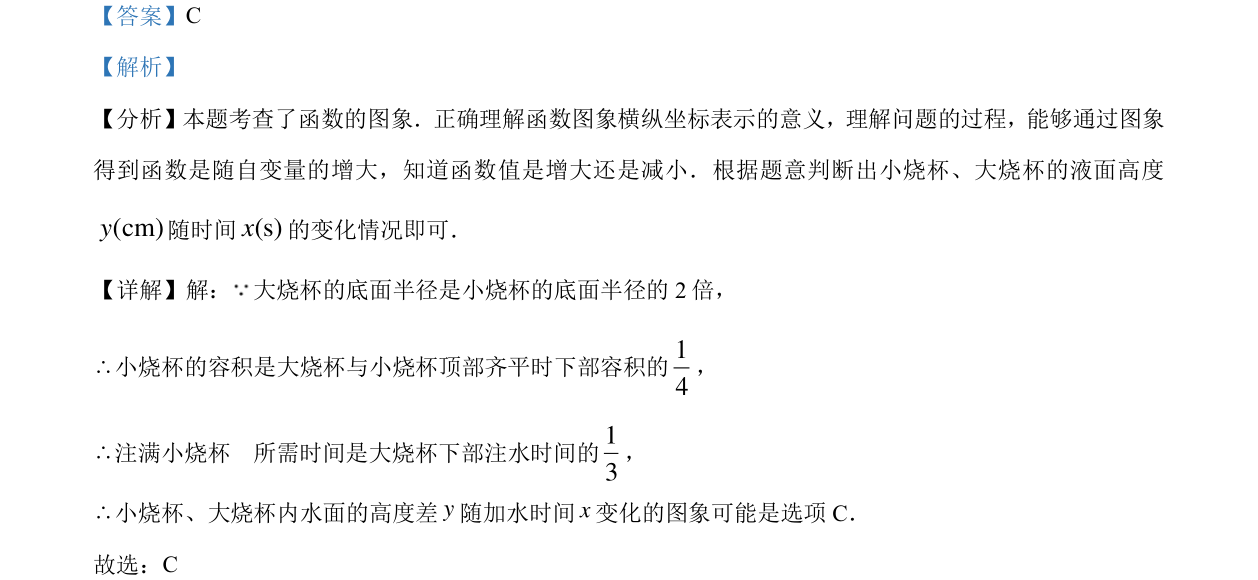 【答案】C
【解析】
【分析】本题考查了函数的图象．正确理解函数图象横纵坐标表示的意义，理解问题的过程，能够通过图象
得到函数是随自变量的增大，知道函数值是增大还是减小．根据题意判断出小烧杯、大烧杯的液面高度
y(cm)随时间 x(s) 的变化情况即可．
【详解】解：∵大烧杯的底面半径是小烧杯的底面半径的 2 倍，
∴小烧杯的容积是大烧杯与小烧杯顶部齐平时下部容积的 1/4，
∴注满小烧杯　所需时间是大烧杯下部注水时间的 1/3，
∴小烧杯、大烧杯内水面的高度差 y 随加水时间 x 变化的图象可能是选项 C．
故选：C